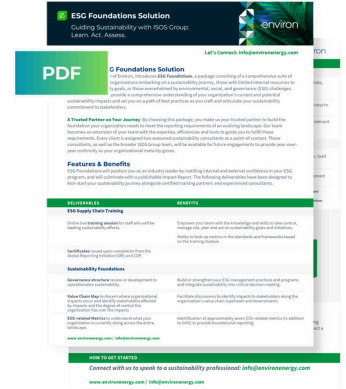 ESG Foundations Solution
Guiding Sustainability with ISOS Group:
Learn. Act. Assess.
environ
Let's Connect: info@environenergy.com
PDF
G Foundations Solution
of Environ, introduces ESG Foundations, a package consisting of a comprehensive suite of
organizations embarking on a sustainability journey, those with limited internal resources to
ty goals, or those overwhelmed by environmental, social, and governance (ESG) challenges.
provide a comprehensive understanding of your organization's current and potential
sustainability impacts and set you on a path of best practices as you craft and articulate your sustainability
commitment to stakeholders.
A Trusted Partner on Your Journey By choosing this package, you make us your trusted partner to build the
foundation your organization needs to meet the reporting requirements of an evolving landscape. Our team
becomes an extension of your team with the expertise, efficiencies and tools to guide you to fulfill these
requirements. Every client is assigned two seasoned sustainability consultants as a point of contact. These
consultants, as well as the broader ISOS Group team, will be available for future engagements to provide year-over-
year continuity as your organizational maturity grows.
Features & Benefits
ESG Foundations will position you as an industry leader by instilling internal and external confidence in your ESG
program, and will culminate with a publishable Impact Report. The following deliverables have been designed to
kick-start your sustainability journey alongside certified training partners and experienced consultants.
DELIVERABLES
BENEFITS
ESG Supply Chain Training
Online live training session for staff who will be
leading sustainability efforts.
Empower your team with the knowledge and skills to take control,
manage risk, plan and act on sustainability goals and initiatives.
Ability to look up metrics in the standards and frameworks based
on the training module.
Certificates issued upon completion from the
Global Reporting Initiative (GRI) and CDP.
Sustainability Foundations
Governance structure review or development to
operationalize sustainability.
Build or strengthen your ESG management practices and programs
and integrate sustainability into critical decision-making.
Value Chain Map to discern where organizational
impacts occur and identify stakeholders affected
by impacts and the degree of control the
organization has over the impacts.
Facilitate discussions to identify impacts to stakeholders along the
organization's value chain (upstream and downstream).
ESG-related Metrics to understand what your
organization is currently doing across the entire
landscape.
Identification of approximately seven ESG-related metrics (in addition
to GHG) to provide foundational reporting.
www.environenergy.com / info@environenergy.com
HOW TO GET STARTED
Connect with us to speak to a sustainability professional: info@environenergy.com
www.environenergy.com / info@environenergy.com